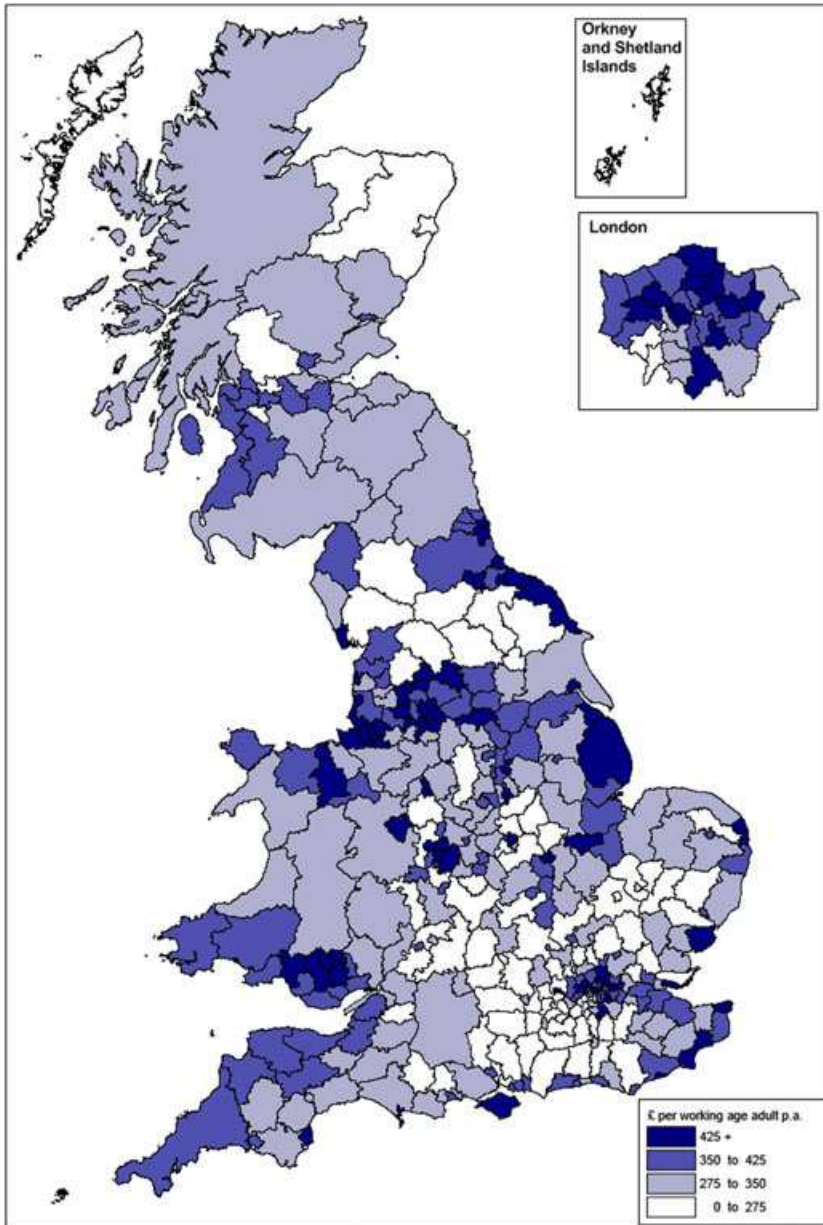 Orkney
and Shetland
Islands
London
£ per working age adult p.a.
425 +
350 to 425
275 to 350
0 to 275